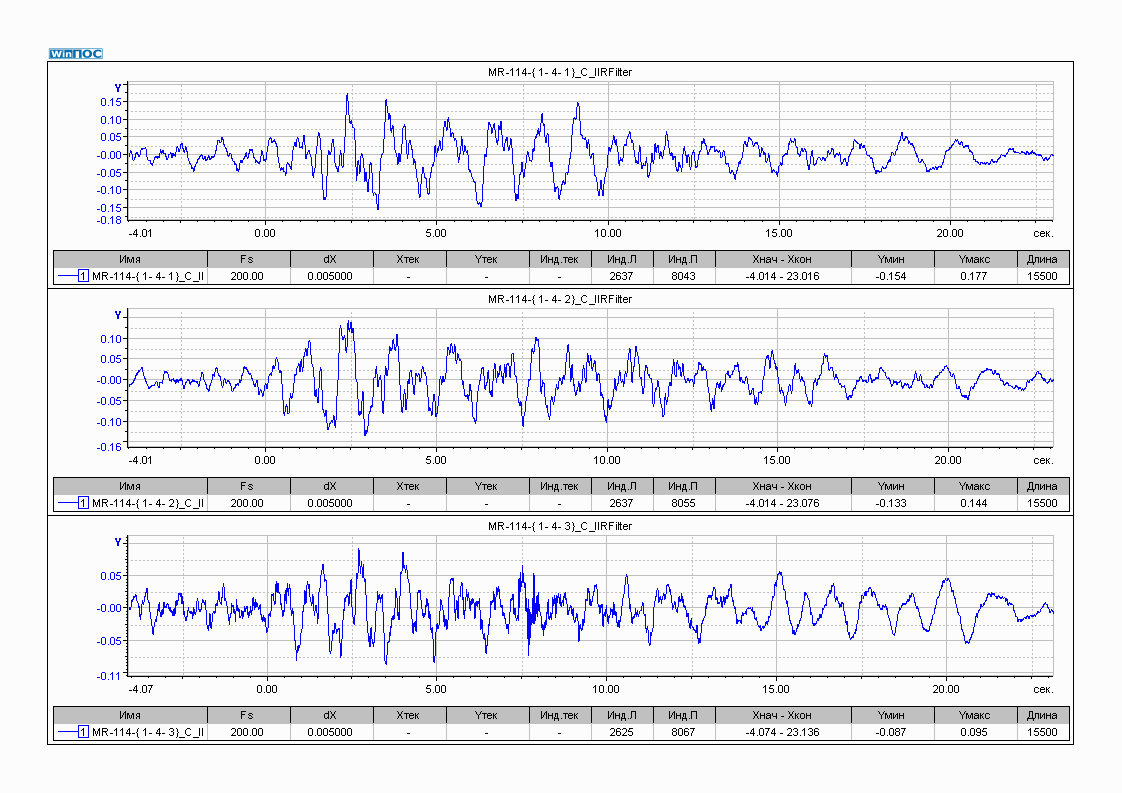 WinПОС
MR-114-{ 1- 4- 1}_C_IIRFilter
Y
0.15
0.10
0.05
-0.00
-0.05
-0.10
-0.15
-0.18
-4.01 0.00 5.00 10.00 15.00 20.00 сек.
Имя Fs dX Xтек Yтек Инд.тек Инд.Л Инд.П Xнач - Xкон Yмин Yмакс Длина
1 MR-114-{ 1- 4- 1}_C_II 200.00 0.005000 - - - 2637 8043 -4.014 - 23.016 -0.154 0.177 15500
MR-114-{ 1- 4- 2}_C_IIRFilter
Y
0.10
0.05
-0.00
-0.05
-0.10
-0.16
-4.01 0.00 5.00 10.00 15.00 20.00 сек.
Имя Fs dX Xтек Yтек Инд.тек Инд.Л Инд.П Xнач - Xкон Yмин Yмакс Длина
1 MR-114-{ 1- 4- 2}_C_II 200.00 0.005000 - - - 2637 8055 -4.014 - 23.076 -0.133 0.144 15500
MR-114-{ 1- 4- 3}_C_IIRFilter
Y
0.05
-0.00
-0.05
-0.11
-4.07 0.00 5.00 10.00 15.00 20.00 сек.
Имя Fs dX Xтек Yтек Инд.тек Инд.Л Инд.П Xнач - Xкон Yмин Yмакс Длина
1 MR-114-{ 1- 4- 3}_C_II 200.00 0.005000 - - - 2625 8067 -4.074 - 23.136 -0.087 0.095 15500